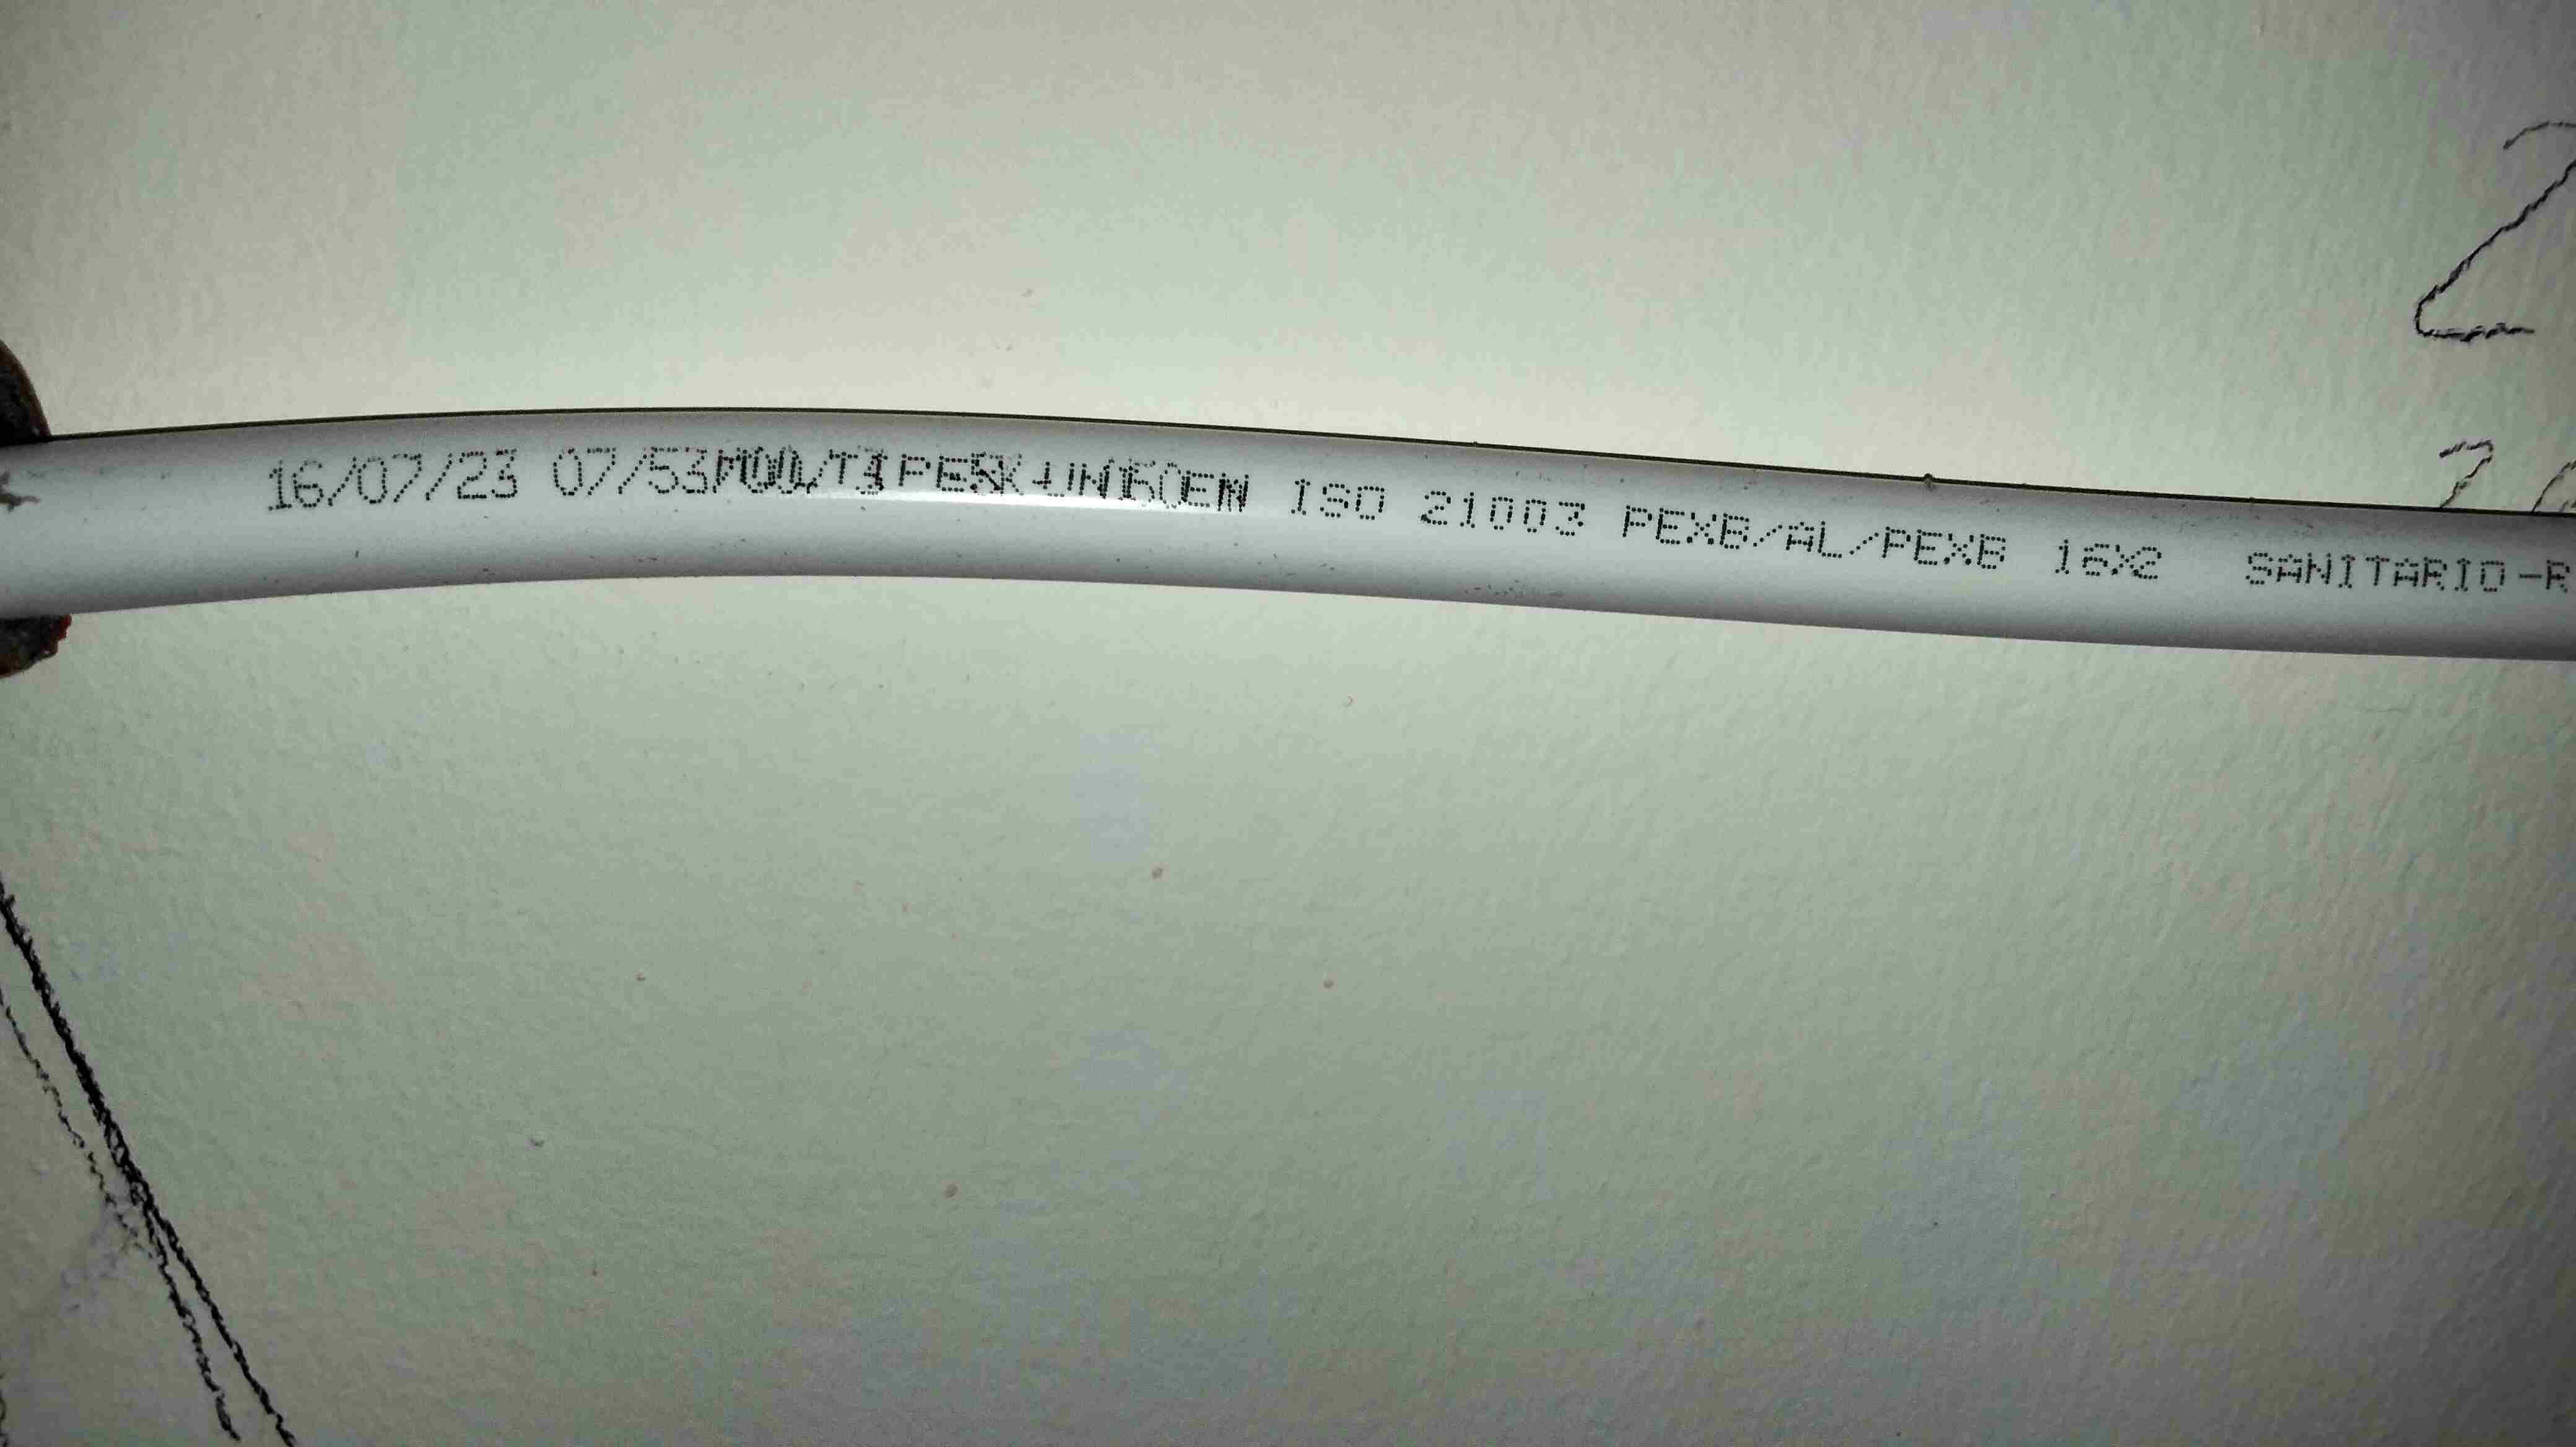 16/07/23 07/53 EN ISO 21003 PEXB/AL/PEXB 16X2 SANITARIO-R